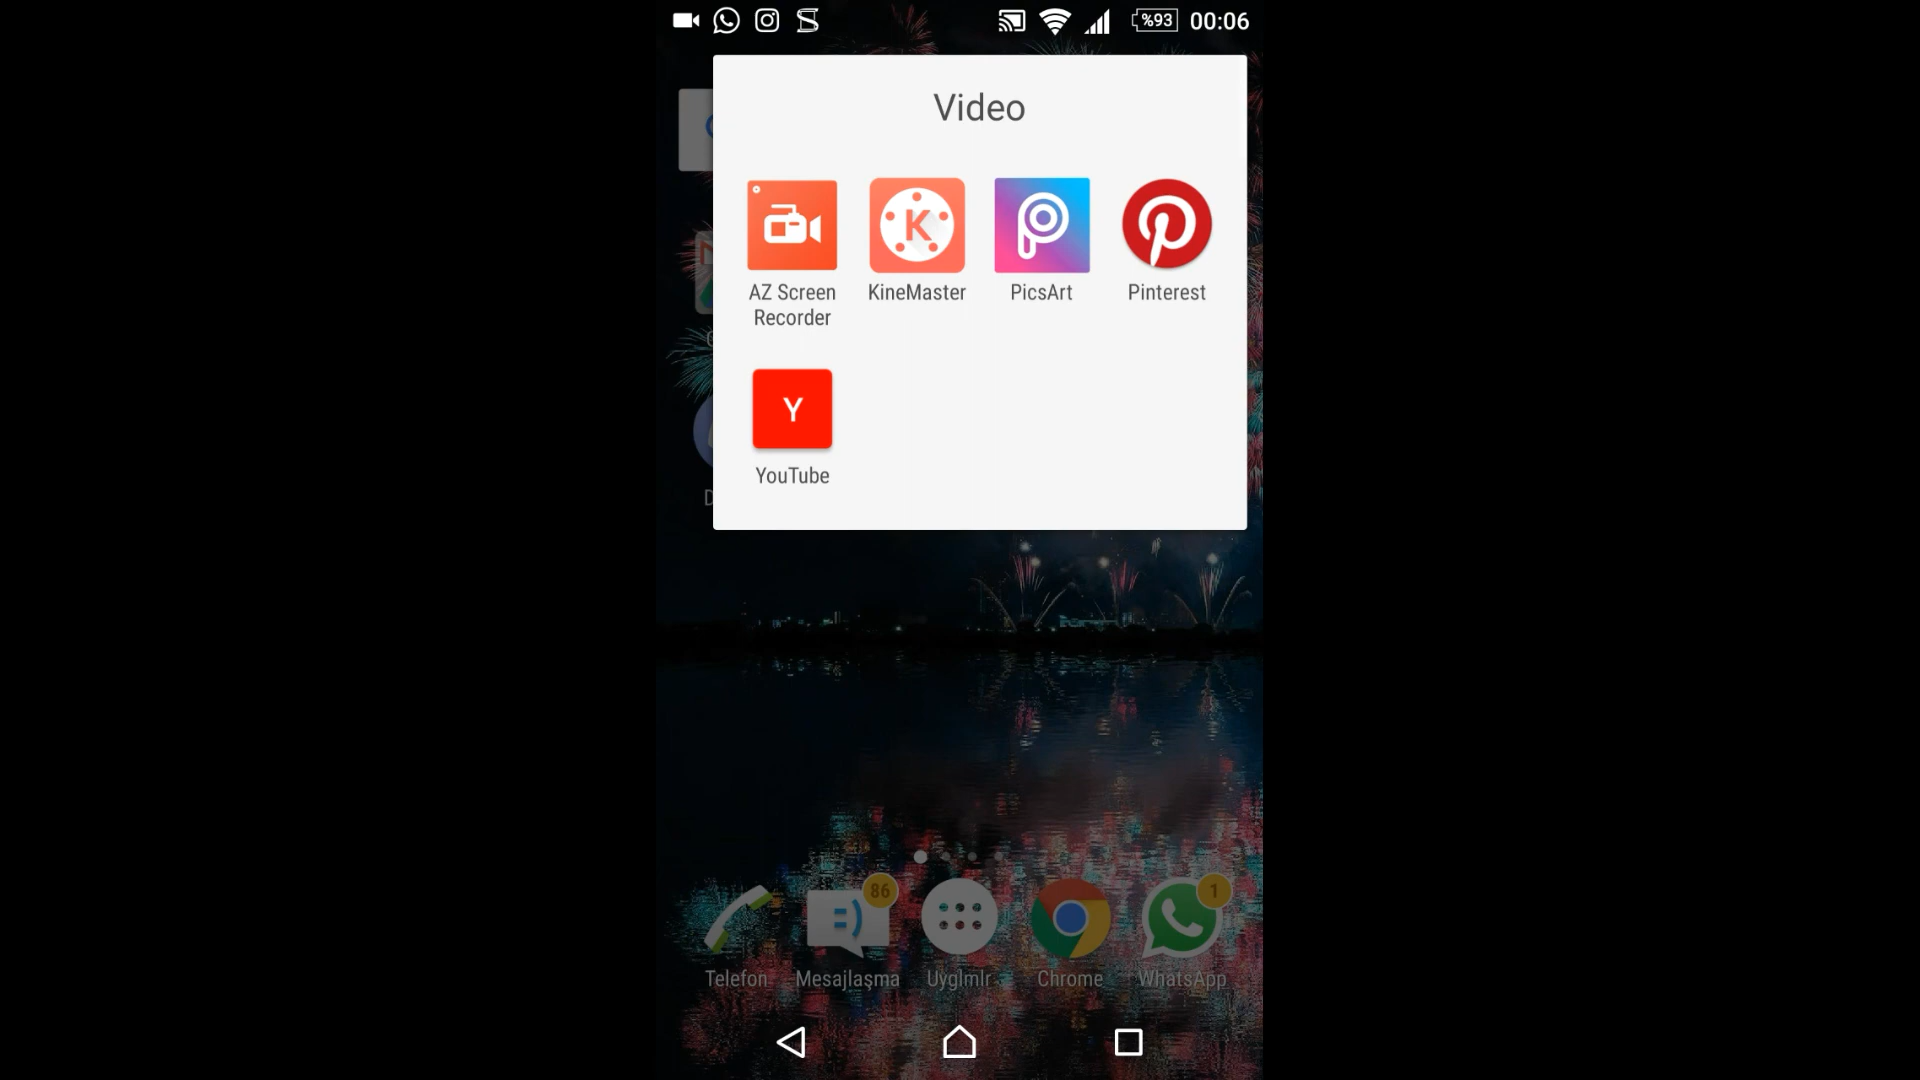 %93 00:06
Video
AZ Screen
Recorder
KineMaster
PicsArt
Pinterest
Y
YouTube
86
1
Telefon
Mesajlaşma
Uyglmlr
Chrome
WhatsApp